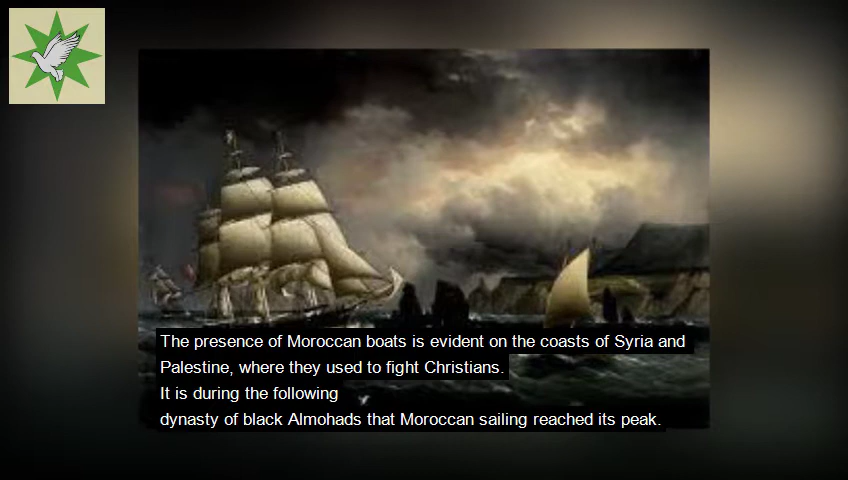 The presence of Moroccan boats is evident on the coasts of Syria and
Palestine, where they used to fight Christians.
It is during the following
dynasty of black Almohads that Moroccan sailing reached its peak.